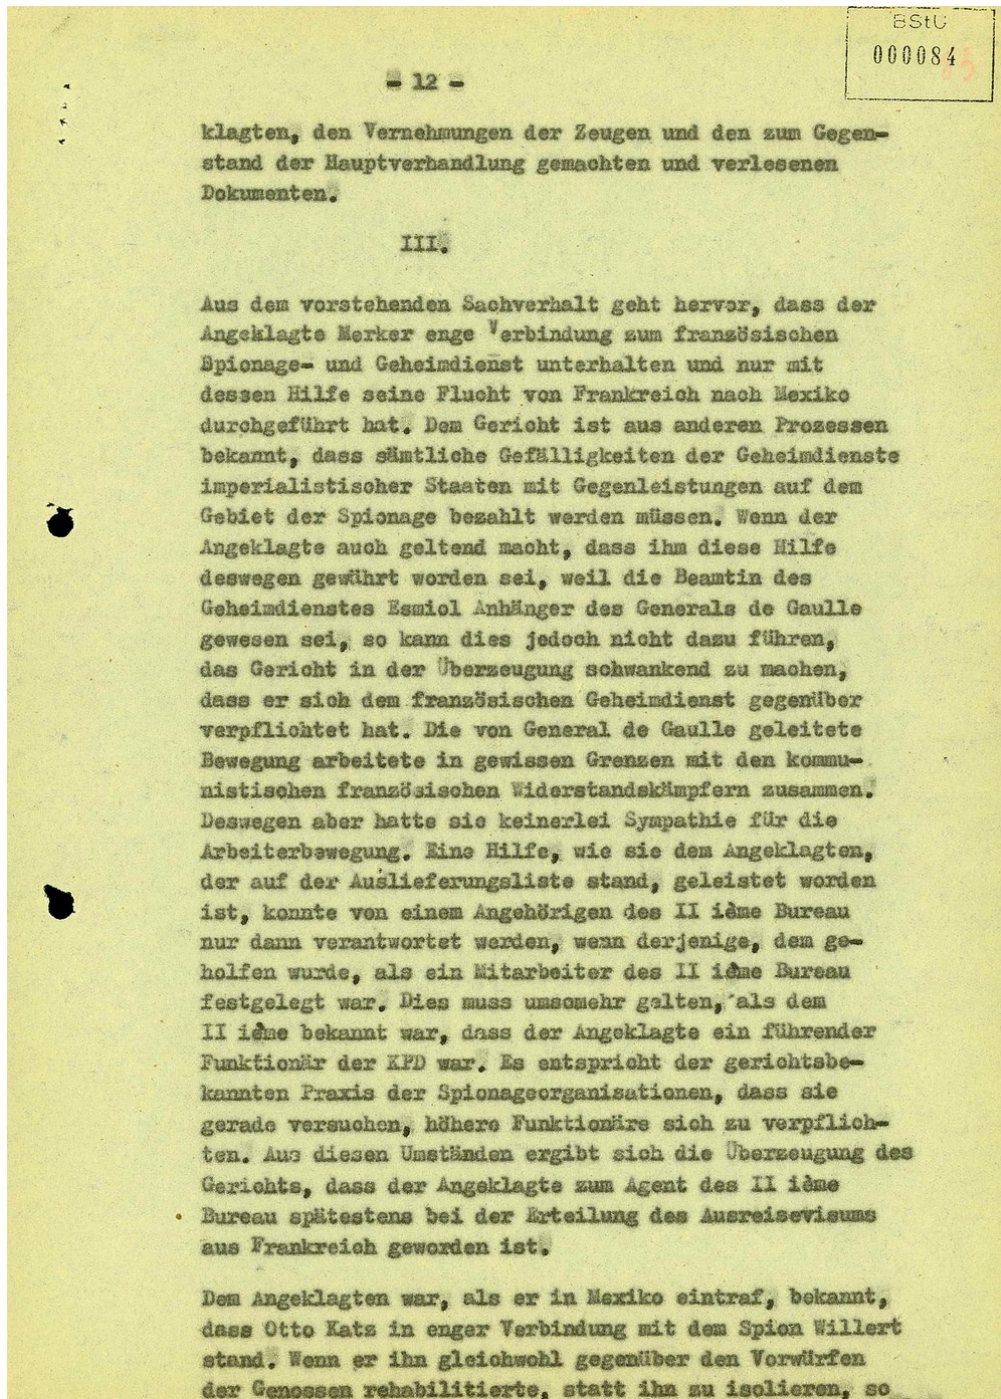 BStU
000084
- 12 -
klagten, den Vernehmungen der Zeugen und den zum Gegen-
stand der Hauptverhandlung gemachten und verlesenen
Dokumenten.
III.
Aus dem vorstehenden Sachverhalt geht hervor, dass der
Angeklagte Merker enge Verbindung zum französischen
Spionage- und Geheimdienst unterhalten und nur mit
dessen Hilfe seine Flucht von Frankreich nach Mexiko
durchgeführt hat. Dem Gericht ist aus anderen Prozessen
bekannt, dass sämtliche Gefälligkeiten der Geheimdienste
imperialistischer Staaten mit Gegenleistungen auf dem
Gebiet der Spionage bezahlt werden müssen. Wenn der
Angeklagte auch geltend macht, dass ihm diese Hilfe
deswegen gewährt worden sei, weil die Beamtin des
Geheimdienstes Esmiol Anhänger des Generals de Gaulle
gewesen sei, so kann dies jedoch nicht dazu führen,
das Gericht in der Überzeugung schwankend zu machen,
dass er sich dem französischen Geheimdienst gegenüber
verpflichtet hat. Die von General de Gaulle geleitete
Bewegung arbeitete in gewissen Grenzen mit den kommu-
nistischen französischen Widerstandskämpfern zusammen.
Deswegen aber hatte sie keinerlei Sympathie für die
Arbeiterbewegung. Eine Hilfe, wie sie dem Angeklagten,
der auf der Auslieferungsliste stand, geleistet worden
ist, konnte von einem Angehörigen des II ième Bureau
nur dann verantwortet werden, wenn derjenige, dem ge-
holfen wurde, als ein Mitarbeiter des II ième Bureau
festgelegt war. Dies muss umsomehr gelten, als dem
II ième bekannt war, dass der Angeklagte ein führender
Funktionär der KPD war. Es entspricht der gerichtsbe-
kannten Praxis der Spionageorganisationen, dass sie
gerade versuchen, höhere Funktionäre sich zu verpflich-
ten. Aus diesen Umständen ergibt sich die Überzeugung des
Gerichts, dass der Angeklagte zum Agent des II ième
Bureau spätestens bei der Erteilung des Ausreisevisums
aus Frankreich geworden ist.
Dem Angeklagten war, als er in Mexiko eintraf, bekannt,
dass Otto Katz in enger Verbindung mit dem Spion Willert
stand. Wenn er ihn gleichwohl gegenüber den Vorwürfen
der Genossen rehabilitierte, statt ihn zu isolieren, so